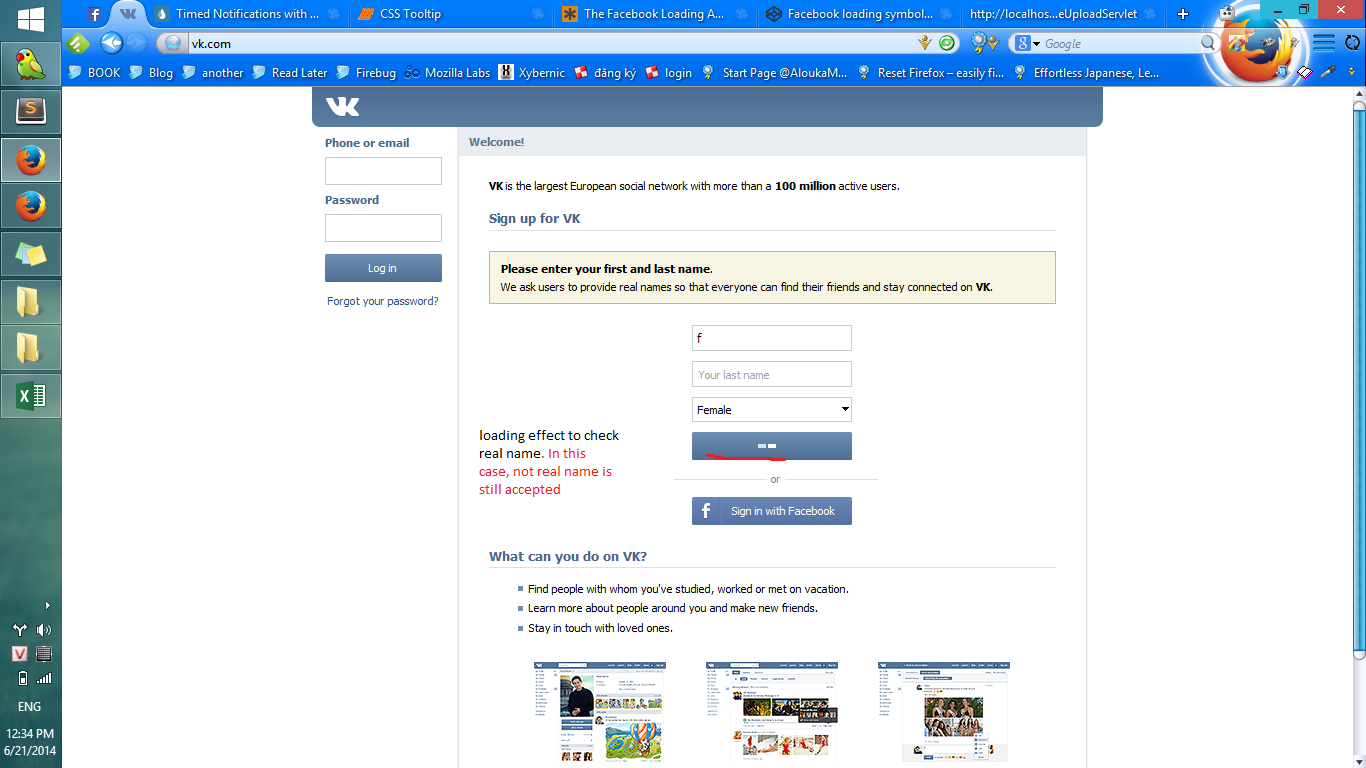 Timed Notifications with ...
CSS Tooltip
The Facebook Loading A...
Facebook loading symbol...
http://localhos...eUploadServlet
vk.com
Google
BOOK
Blog
another
Read Later
Firebug
Mozilla Labs
Xybernic
đăng ký
login
Start Page @AloukaM...
Reset Firefox – easily fi...
Effortless Japanese, Le...
Phone or email
Password
Log in
Forgot your password?
Welcome!
VK is the largest European social network with more than a 100 million active users.
Sign up for VK
Please enter your first and last name.
We ask users to provide real names so that everyone can find their friends and stay connected on VK.
f
Your last name
Female
loading effect to check
real name. In this
case, not real name is
still accepted
or
Sign in with Facebook
What can you do on VK?
Find people with whom you've studied, worked or met on vacation.
Learn more about people around you and make new friends.
Stay in touch with loved ones.
ENG
12:34 PM
6/21/2014